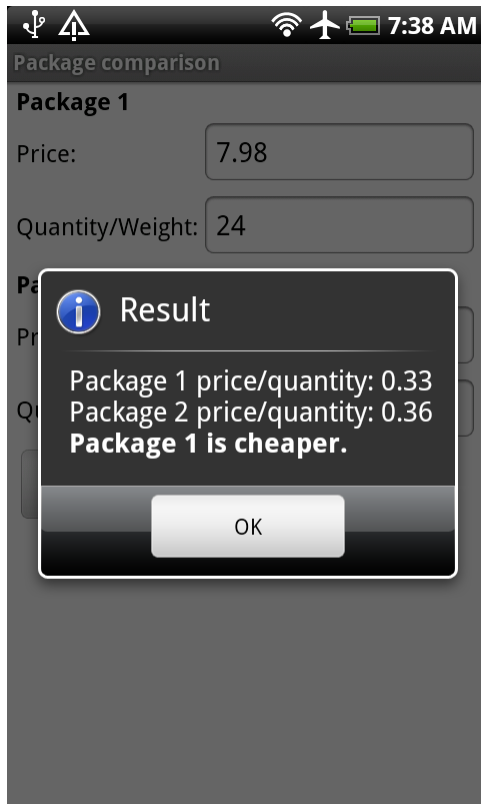 7:38 AM
Package comparison
Package 1
Price: 7.98
Quantity/Weight: 24
Result
Package 1 price/quantity: 0.33
Package 2 price/quantity: 0.36
Package 1 is cheaper.
OK